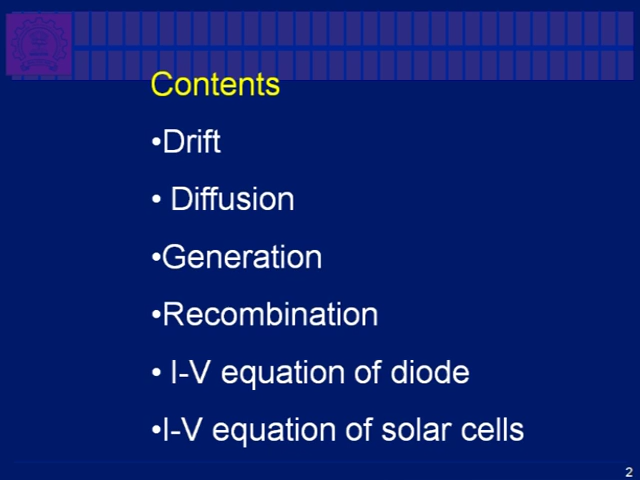 Contents
•Drift
• Diffusion
•Generation
•Recombination
• I-V equation of diode
•I-V equation of solar cells
2